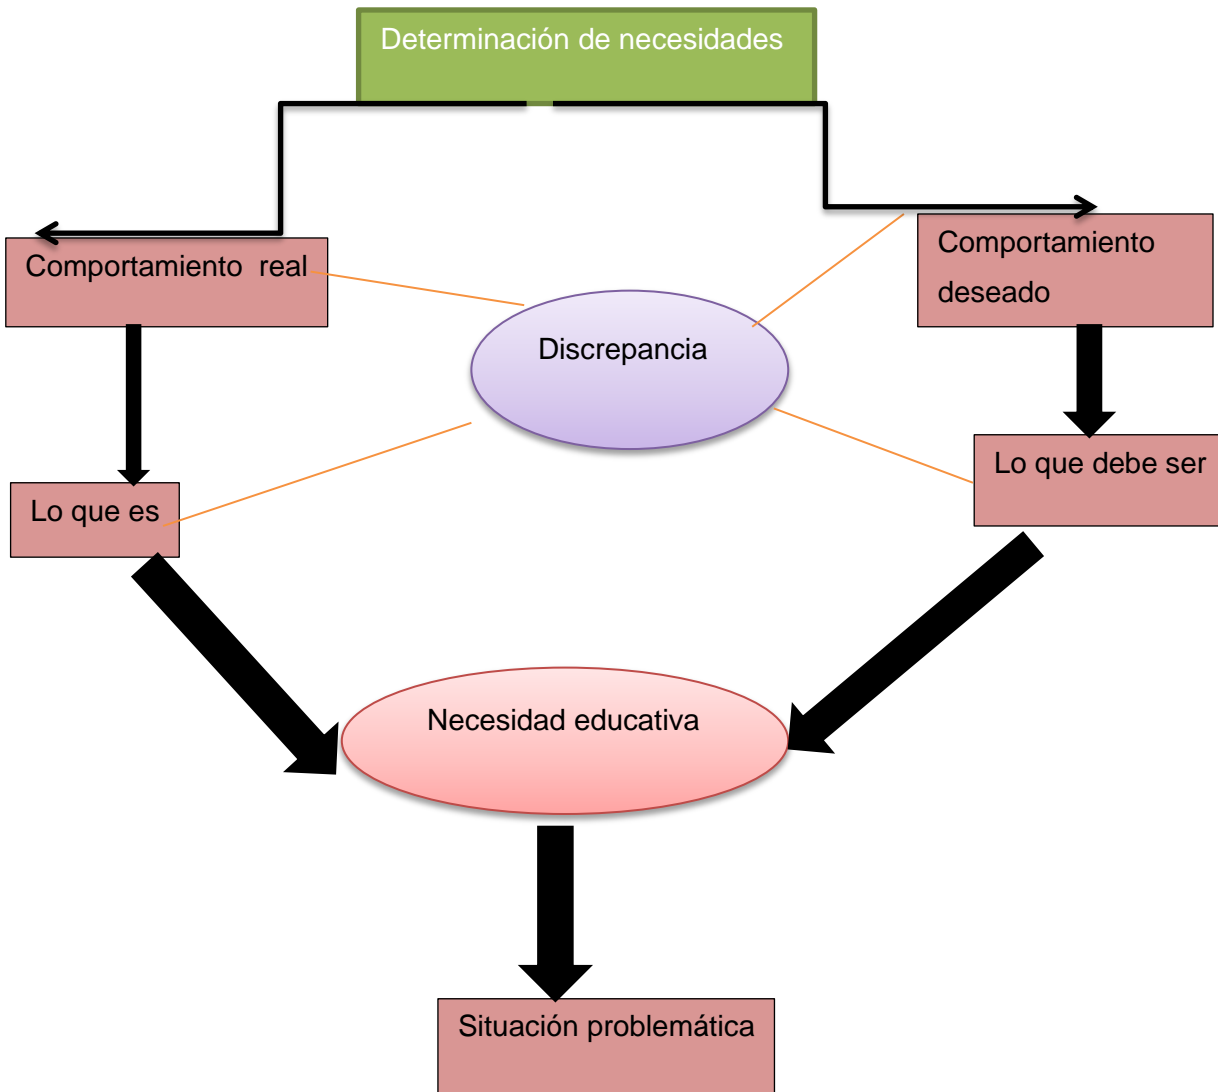 Determinación de necesidades
Comportamiento real
Comportamiento
deseado
Discrepancia
Lo que es
Lo que debe ser
Necesidad educativa
Situación problemática